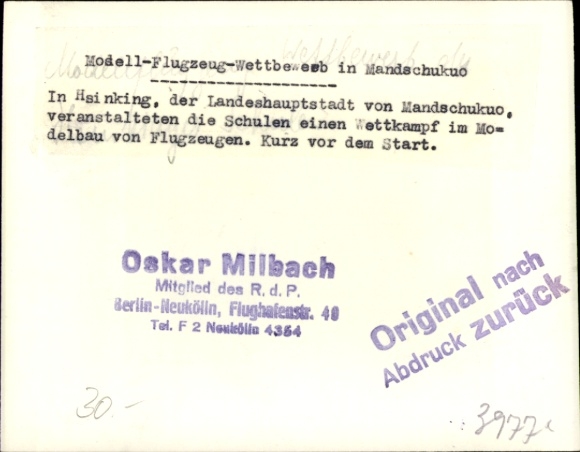 Modell-Flugzeug-Wettbewerb in Mandschukuo
In Hsinking, der Landeshauptstadt von Mandschukuo,
veranstalteten die Schulen einen Wettkampf im Mo-
delbau von Flugzeugen. Kurz vor dem Start.
Oskar Milbach
Mitglied des R. d. P.
Berlin-Neukölln, Flughafenstr. 49
Tel. F 2 Neukölln 4354
Original nach
Abdruck zurück
30.-
3977